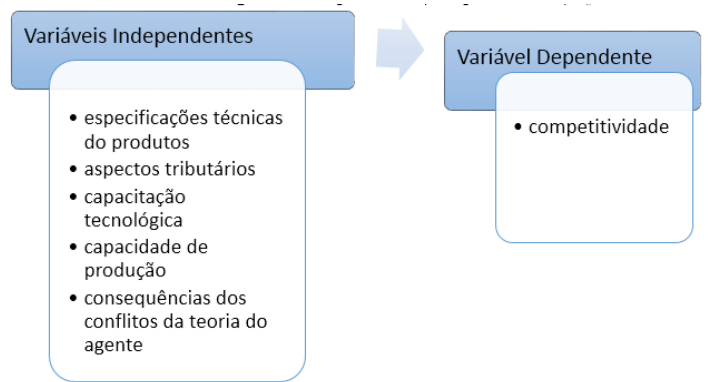 Variáveis Independentes
• especificações técnicas
do produtos
• aspectos tributários
• capacitação
tecnológica
• capacidade de
produção
• consequências dos
conflitos da teoria do
agente
Variável Dependente
• competitividade